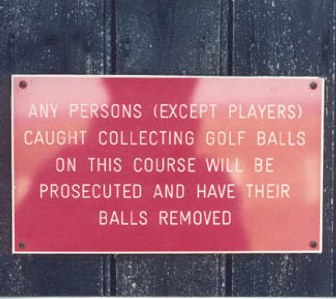 ANY PERSONS (EXCEPT PLAYERS)
CAUGHT COLLECTING GOLF BALLS
ON THIS COURSE WILL BE
PROSECUTED AND HAVE THEIR
BALLS REMOVED